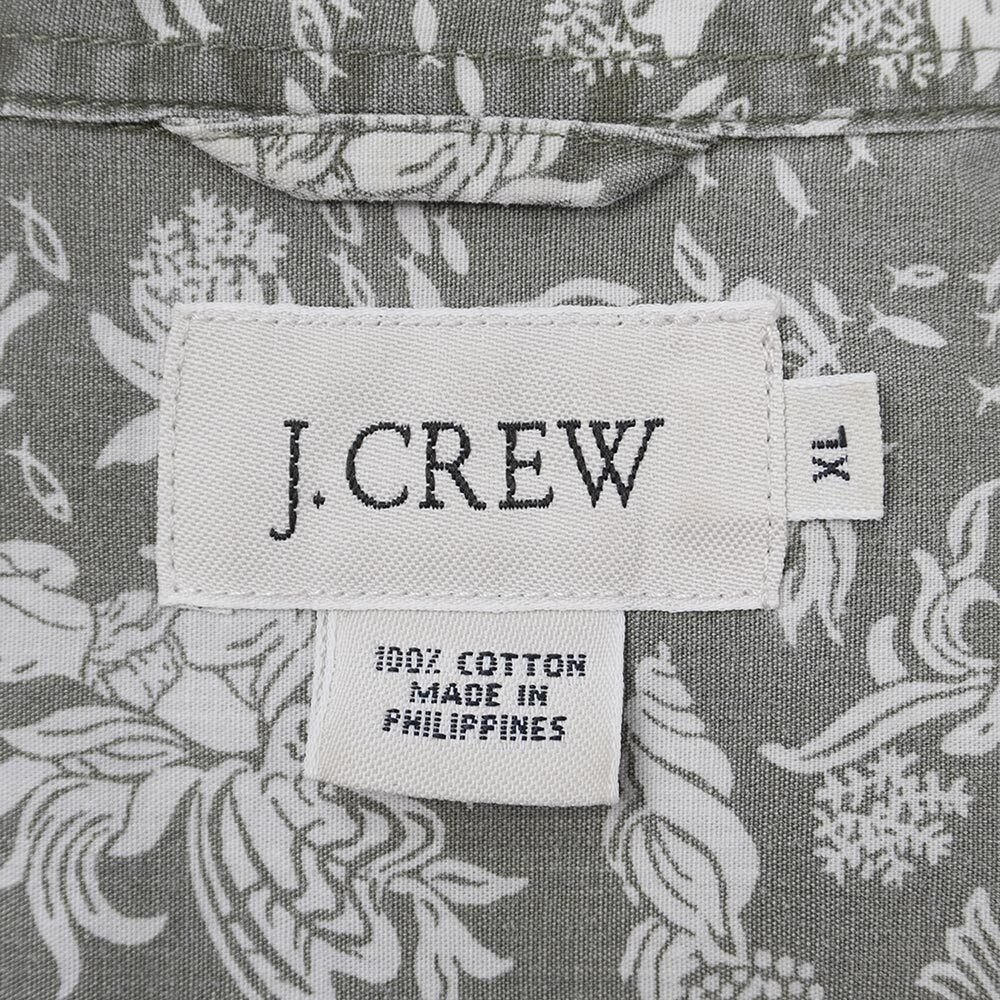 J.CREW
XL
100% COTTON
MADE IN
PHILIPPINES